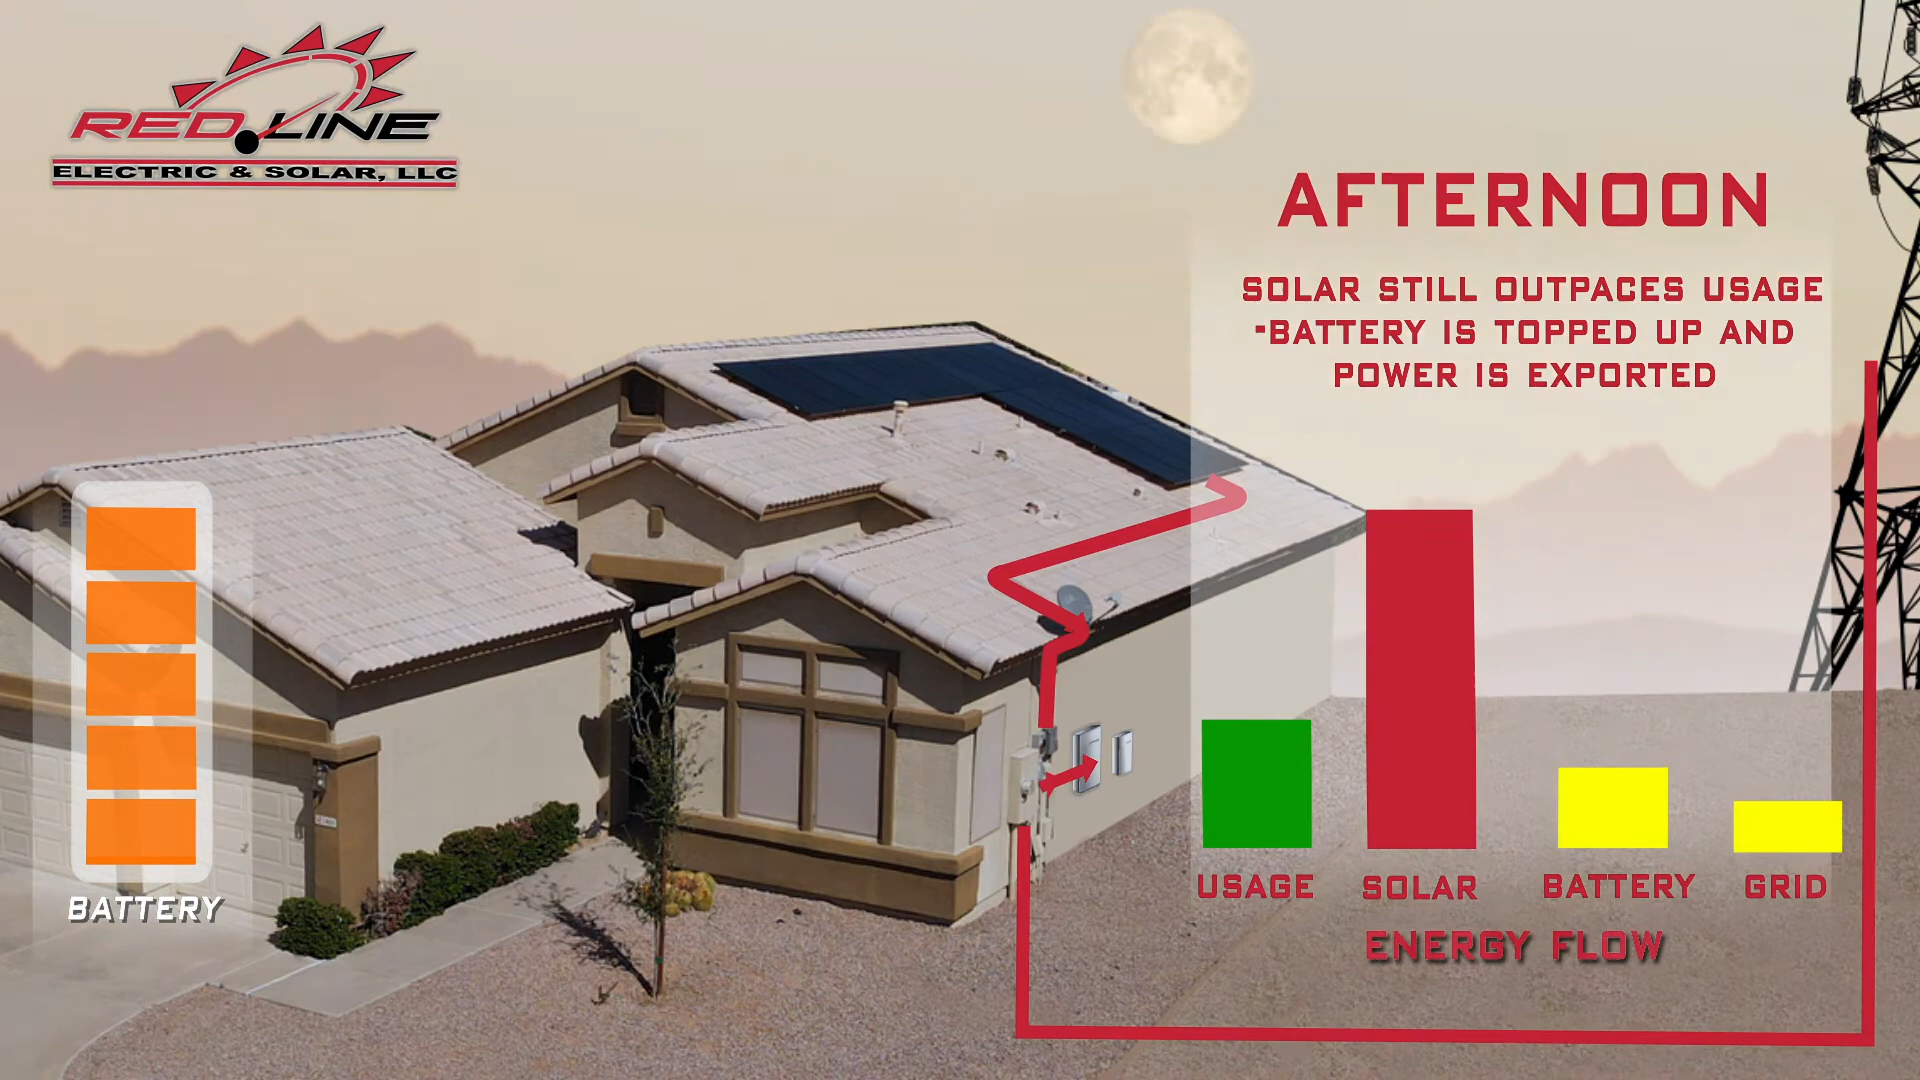 RED LINE
ELECTRIC & SOLAR, LLC
AFTERNOON
SOLAR STILL OUTPACES USAGE
-BATTERY IS TOPPED UP AND
POWER IS EXPORTED
BATTERY
USAGE SOLAR BATTERY GRID
ENERGY FLOW